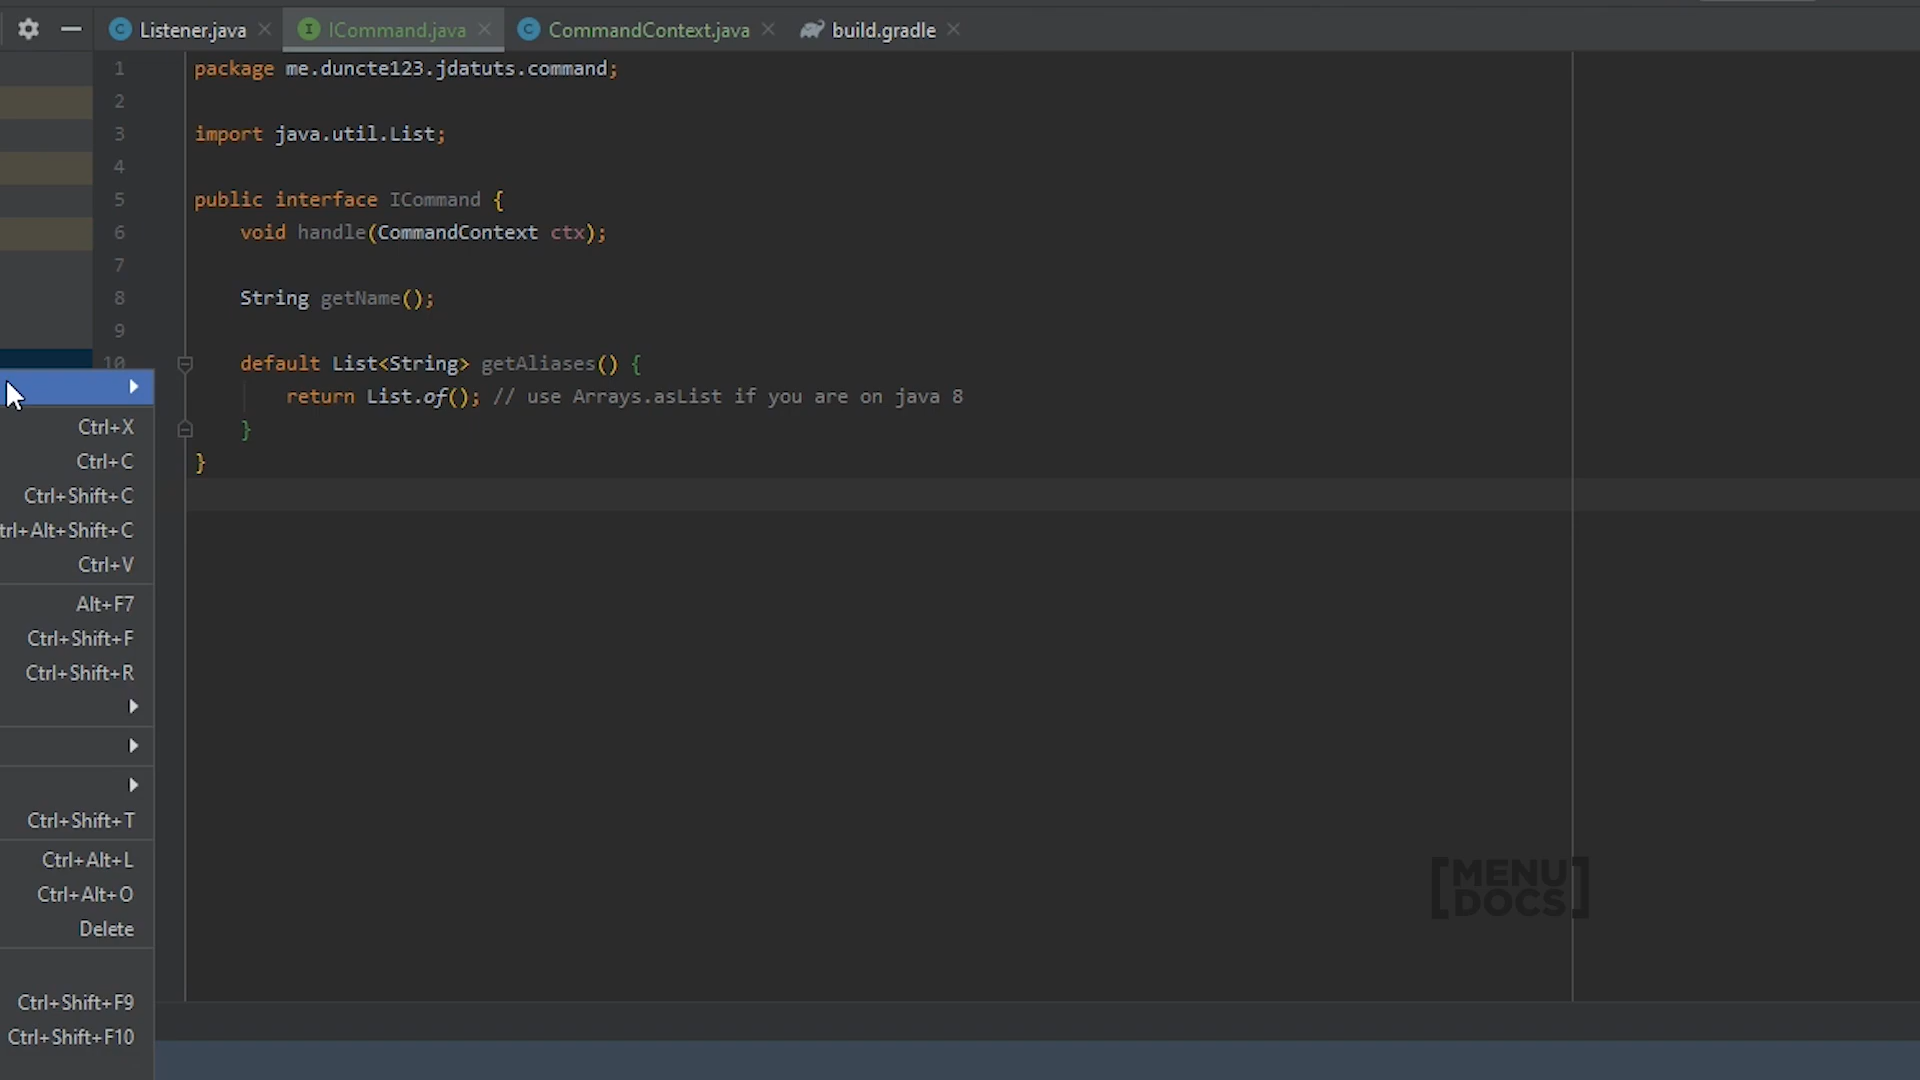 Listener.java
ICommand.java
CommandContext.java
build.gradle
1 package me.duncte123.jdatuts.command;
2
3 import java.util.List;
4
5 public interface ICommand {
6 void handle(CommandContext ctx);
7
8 String getName();
9
10 default List<String> getAliases() {
return List.of(); // use Arrays.asList if you are on java 8
}
}
Ctrl+X
Ctrl+C
Ctrl+Shift+C
trl+Alt+Shift+C
Ctrl+V
Alt+F7
Ctrl+Shift+F
Ctrl+Shift+R
Ctrl+Shift+T
Ctrl+Alt+L
Ctrl+Alt+O
Delete
Ctrl+Shift+F9
Ctrl+Shift+F10
[MENU
DOCS]